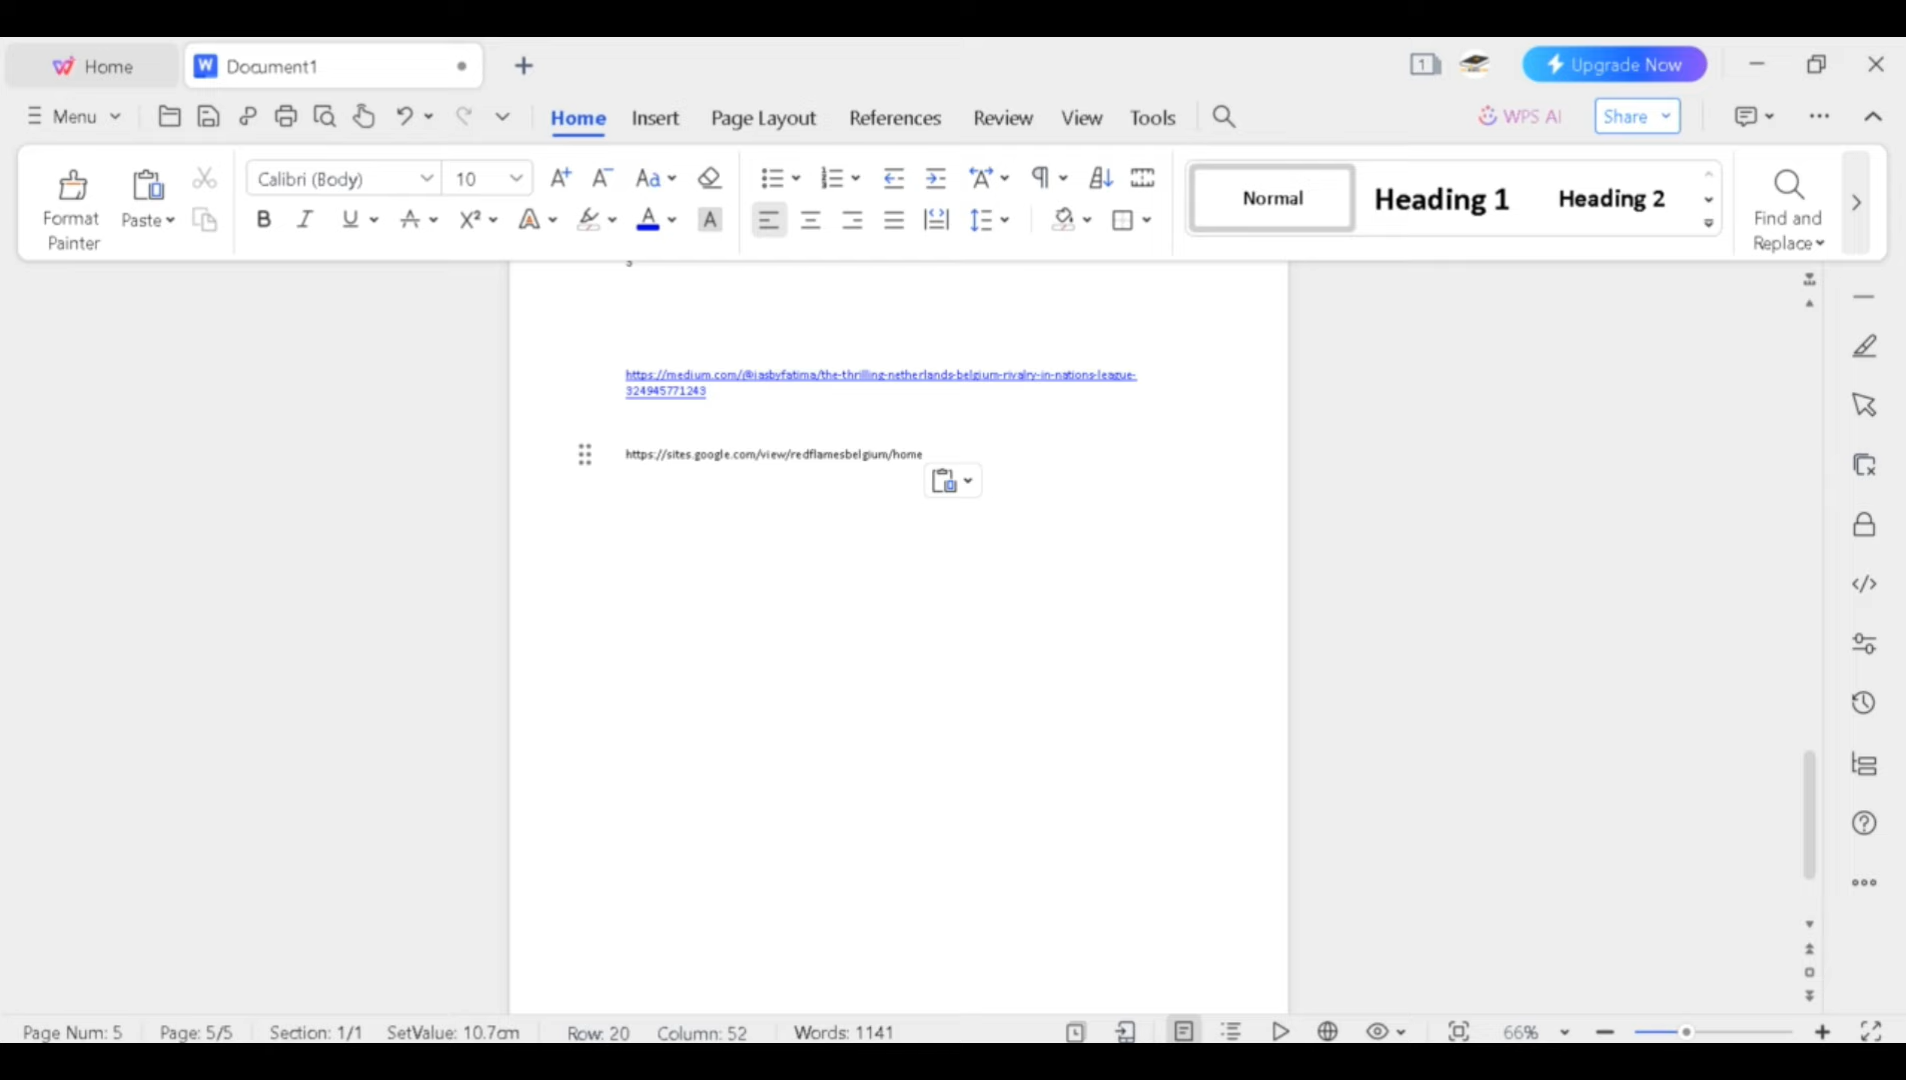 Home
Document1
1
Upgrade Now
Menu
Home
Insert
Page Layout
References
Review
View
Tools
WPS AI
Share
Format
Painter
Paste
Calibri (Body)
10
Normal
Heading 1
Heading 2
Find and
Replace
https://medium.com/@iasbyfatima/the-thrilling-netherlands-belgium-rivalry-in-nations-league-
324945771243
https://sites.google.com/view/redflamesbelgium/home
Page Num: 5
Page: 5/5
Section: 1/1
SetValue: 10.7cm
Row: 20
Column: 52
Words: 1141
66%